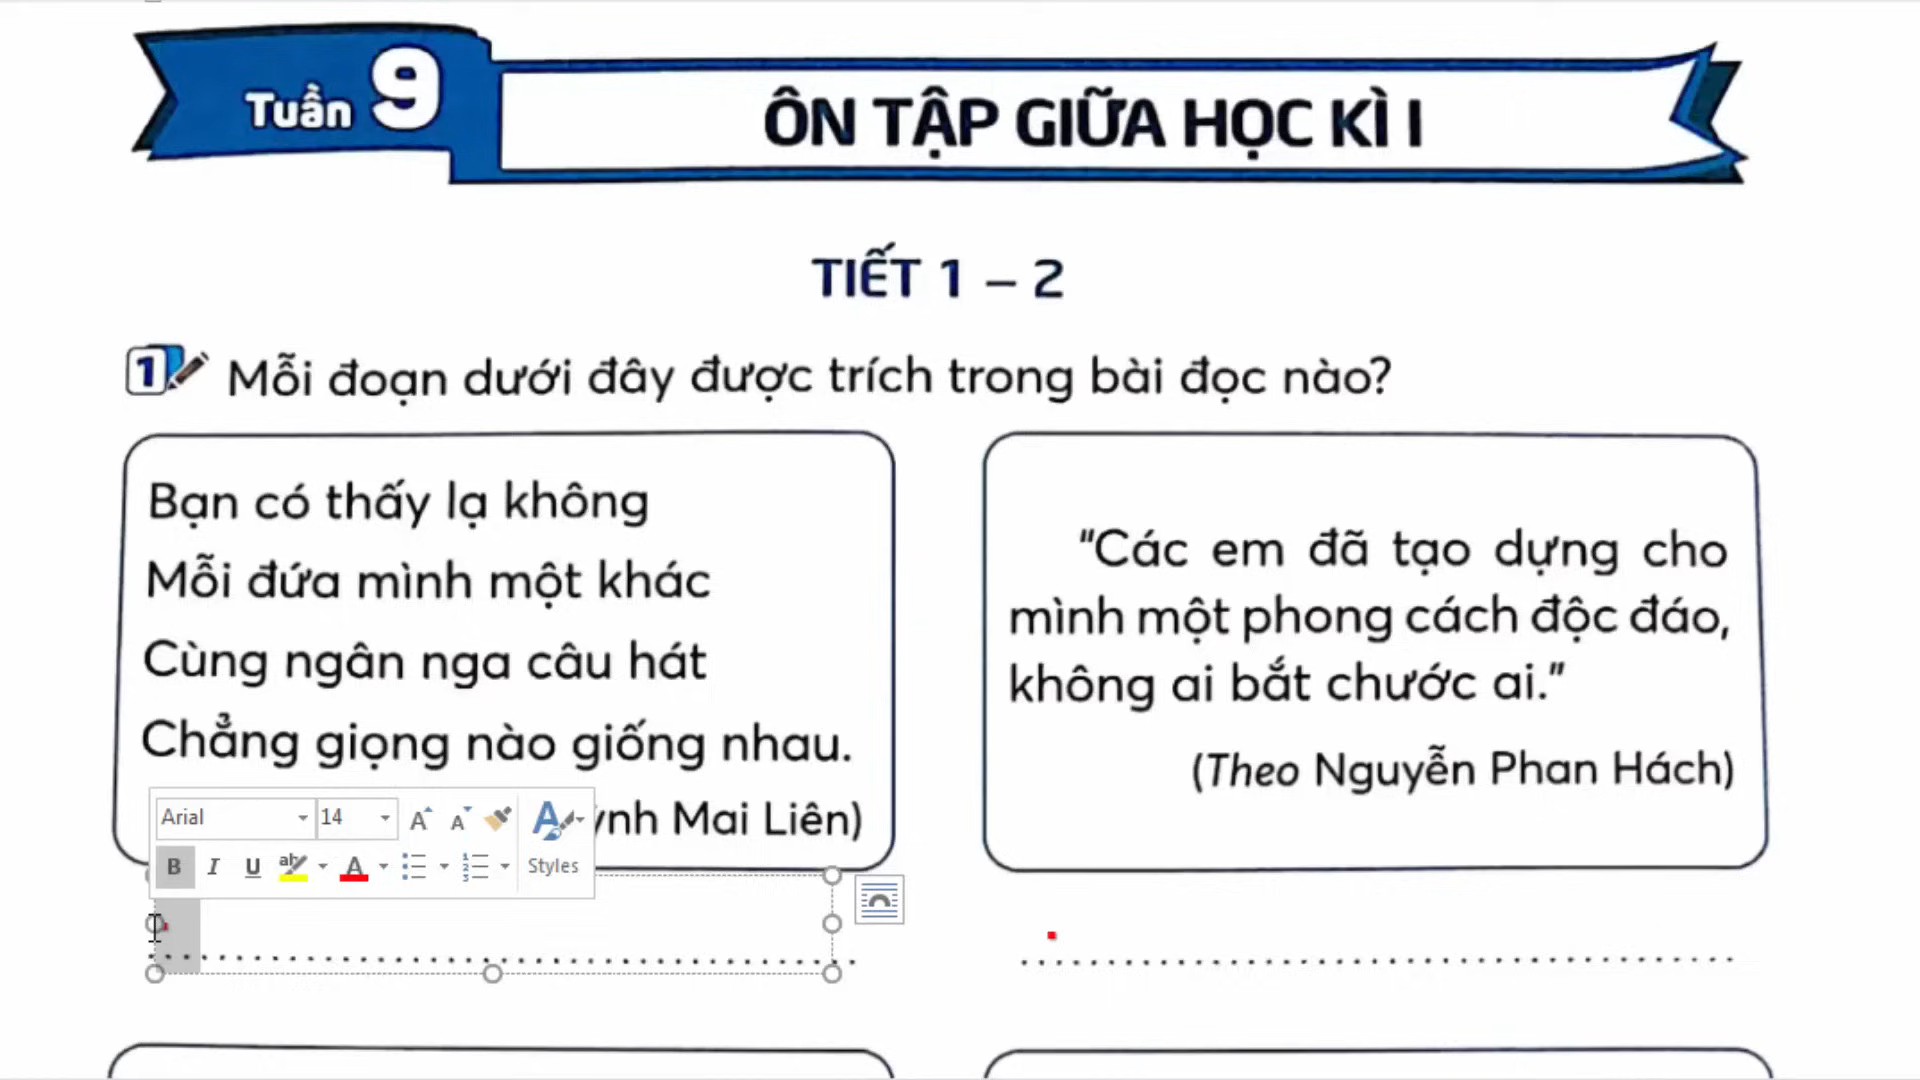 Tuần 9
ÔN TẬP GIỮA HỌC KÌ I
TIẾT 1 – 2
1 Mỗi đoạn dưới đây được trích trong bài đọc nào?
Bạn có thấy lạ không
Mỗi đứa mình một khác
Cùng ngân nga câu hát
Chẳng giọng nào giống nhau.
Mai Liên)
"Các em đã tạo dựng cho
mình một phong cách độc đáo,
không ai bắt chước ai."
(Theo Nguyễn Phan Hách)
Arial 14
B I U ab A Styles